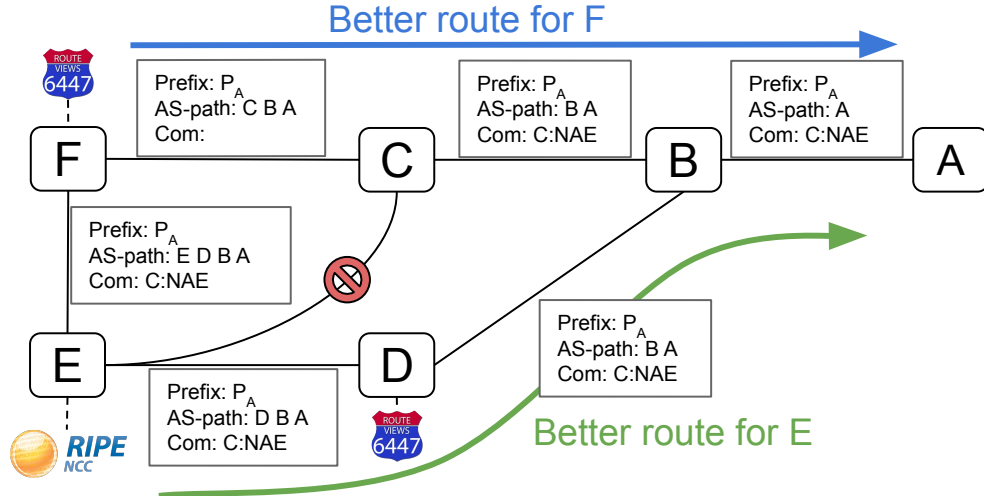 Better route for F
ROUTE
VIEWS
6447
Prefix: PA
AS-path: C B A
Com:
Prefix: PA
AS-path: B A
Com: C:NAE
Prefix: PA
AS-path: A
Com: C:NAE
F
C
B
A
Prefix: PA
AS-path: E D B A
Com: C:NAE
Prefix: PA
AS-path: B A
Com: C:NAE
E
D
Prefix: PA
AS-path: D B A
Com: C:NAE
RIPE
NCC
ROUTE
VIEWS
6447
Better route for E